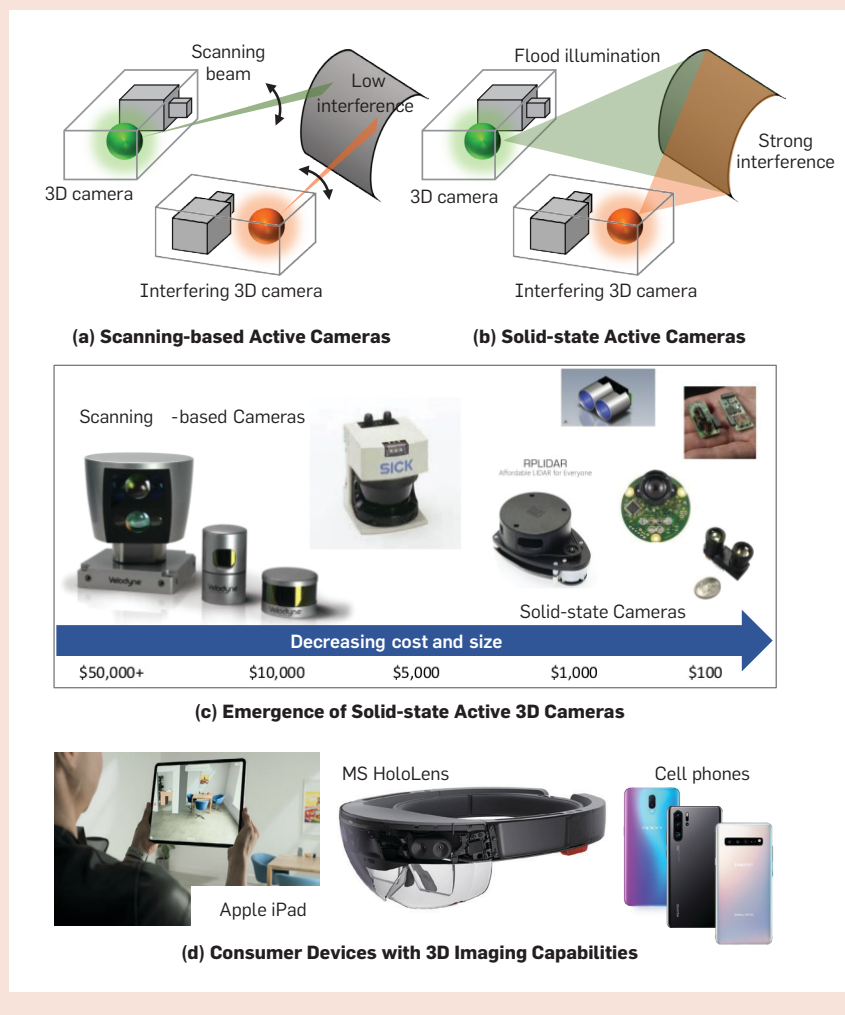 Scanning
beam
Low
interference
3D camera
Interfering 3D camera
(a) Scanning-based Active Cameras
Flood illumination
Strong
interference
3D camera
Interfering 3D camera
(b) Solid-state Active Cameras
Scanning -based Cameras
SICK
RPLIDAR
Affordable LIDAR for Everyone
Velodyne
Velodyne
Velodyne
Solid-state Cameras
Decreasing cost and size
$50,000+ $10,000 $5,000 $1,000 $100
(c) Emergence of Solid-state Active 3D Cameras
MS HoloLens
Cell phones
Apple iPad
(d) Consumer Devices with 3D Imaging Capabilities